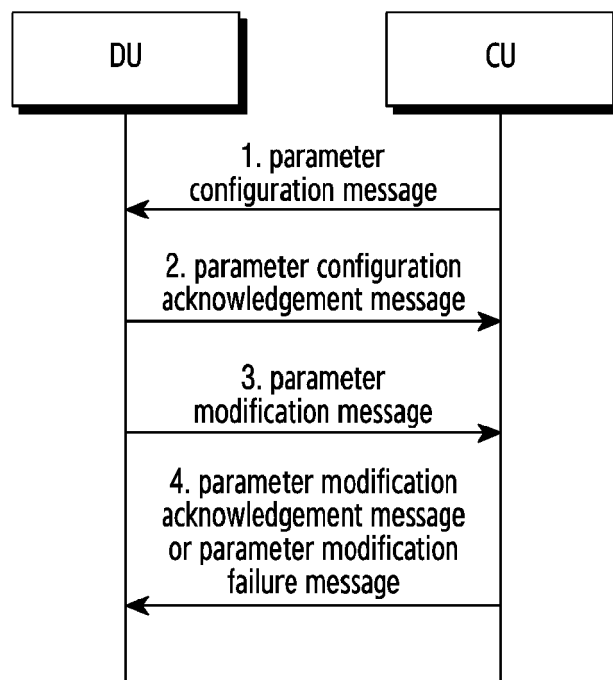 DU
CU
1. parameter
configuration message
2. parameter configuration
acknowledgement message
3. parameter
modification message
4. parameter modification
acknowledgement message
or parameter modification
failure message